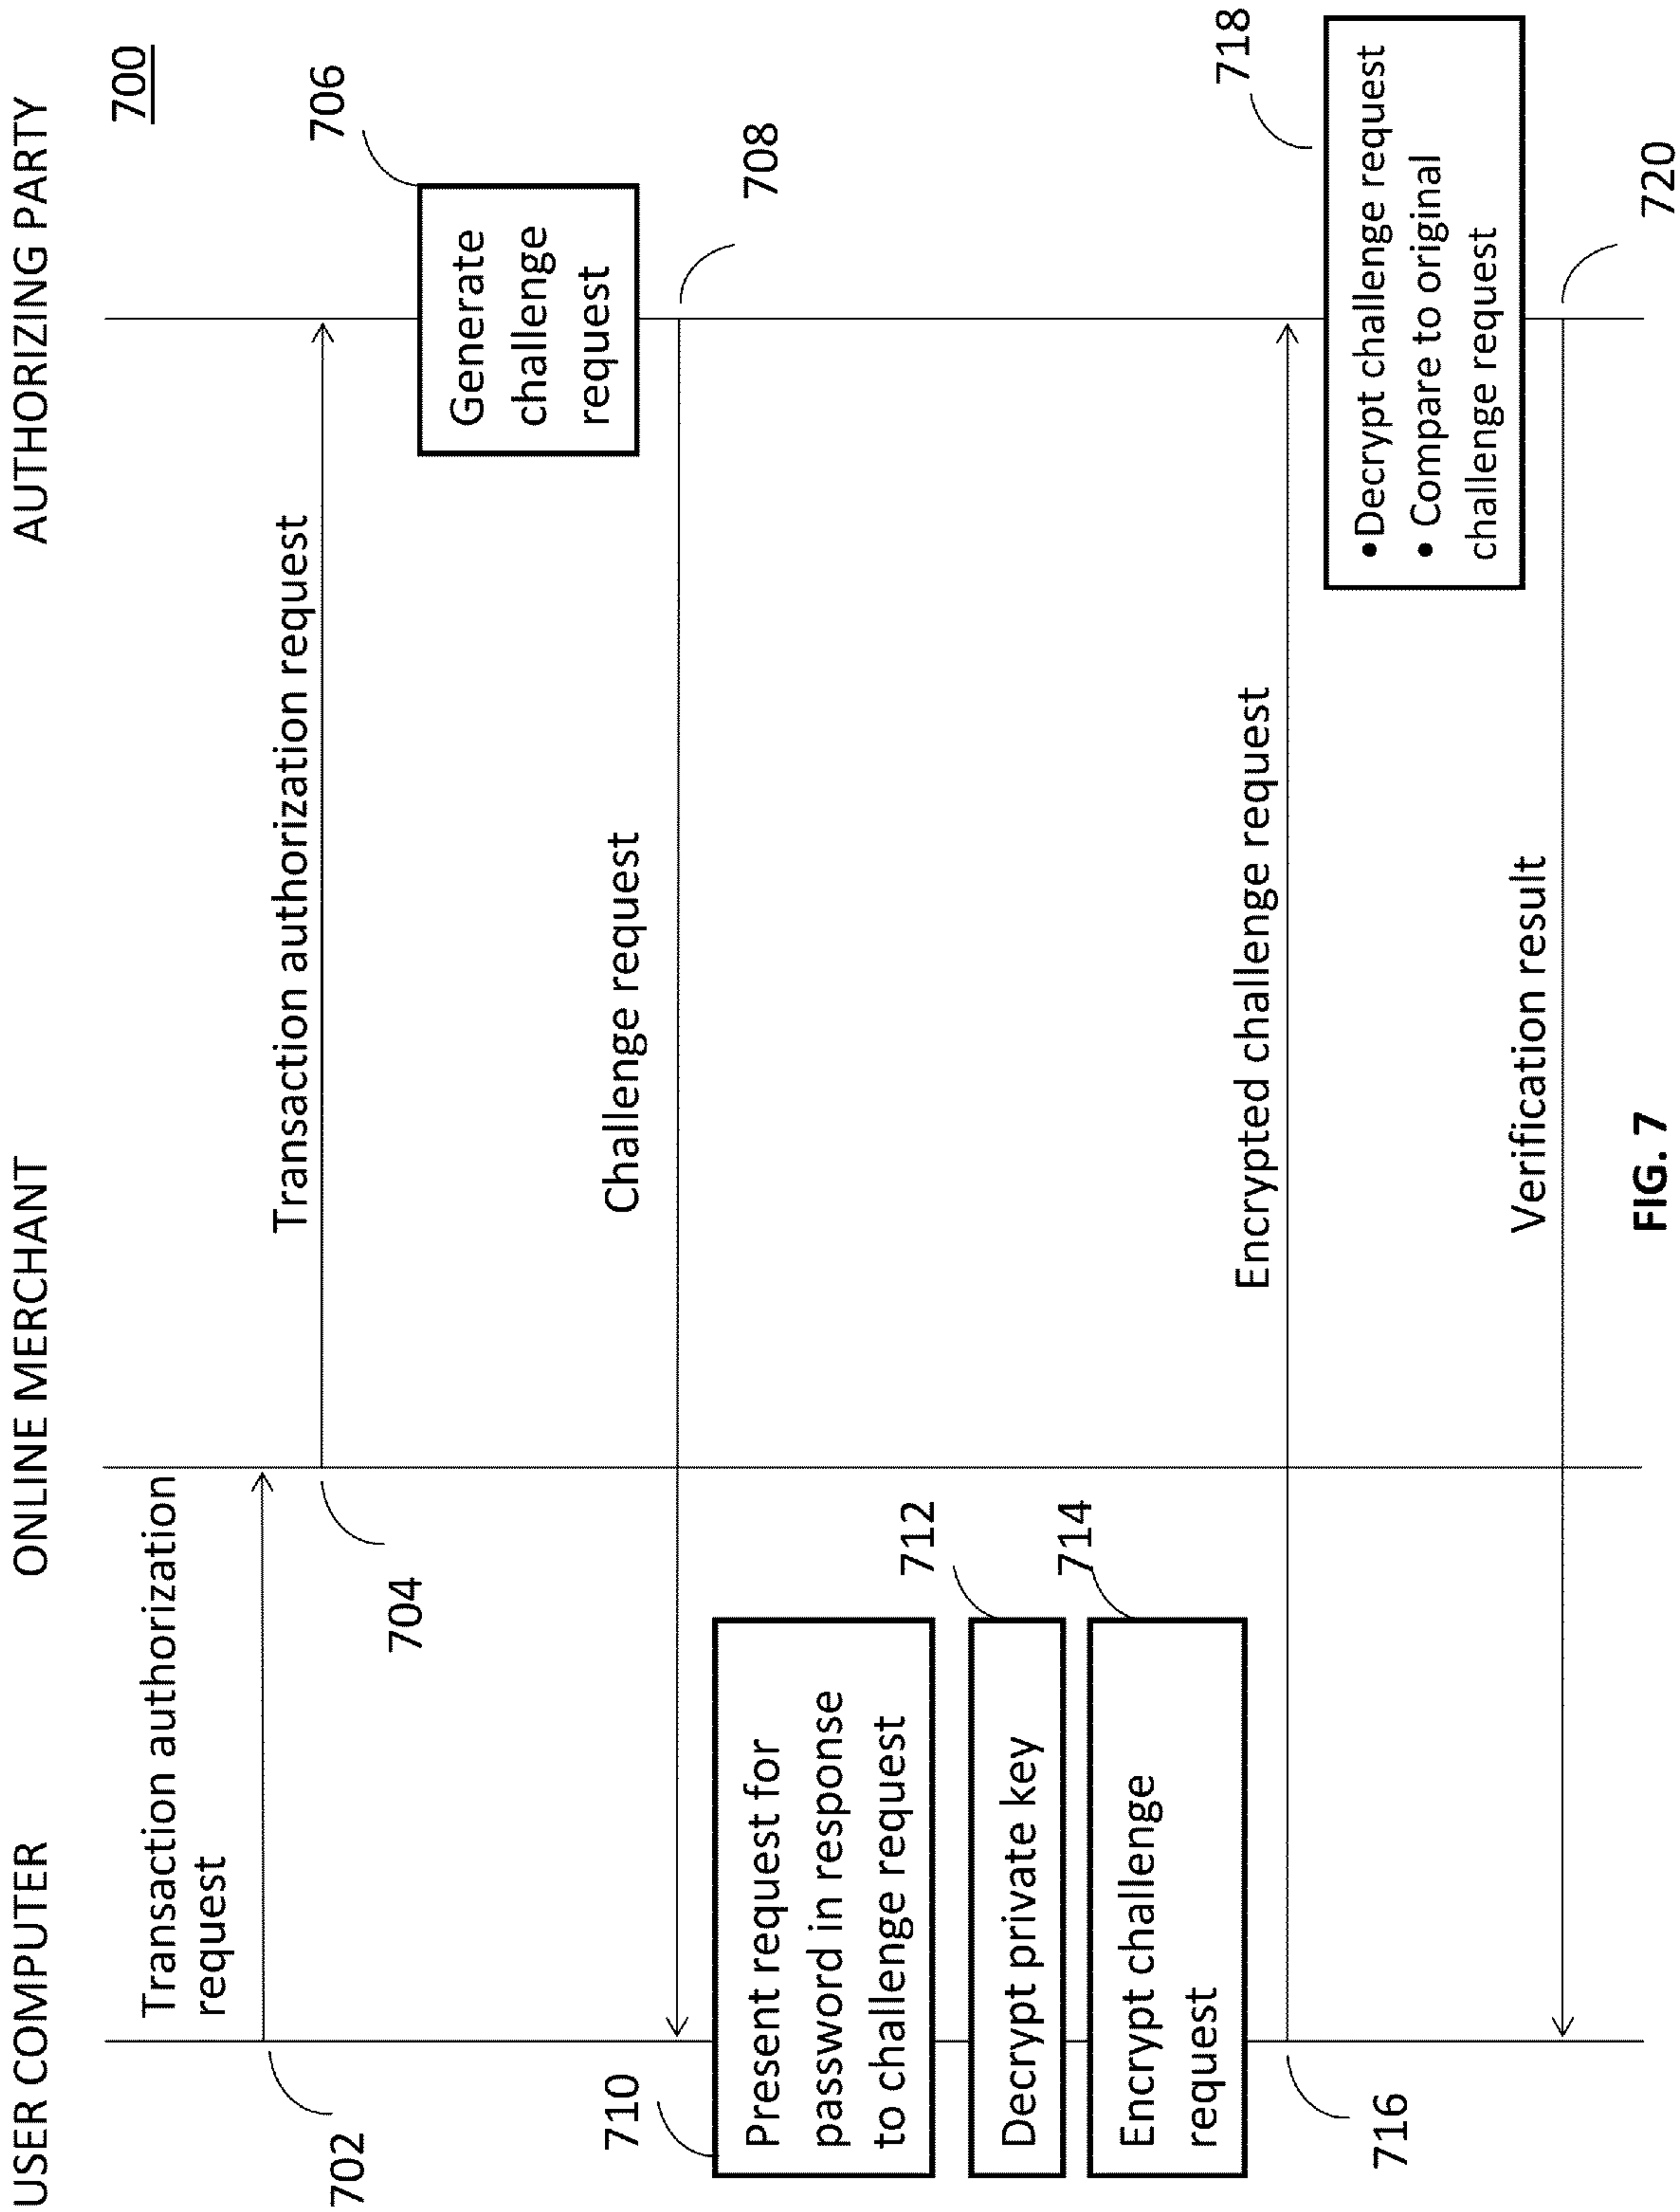 USER COMPUTER
ONLINE MERCHANT
AUTHORIZING PARTY
700
Transaction authorization
request
702
Transaction authorization request
704
706
Generate
challenge
request
Challenge request
708
710
Present request for
password in response
to challenge request
712
Decrypt private key
714
Encrypt challenge
request
Encrypted challenge request
716
718
•Decrypt challenge request
• Compare to original
challenge request
Verification result
720
FIG. 7